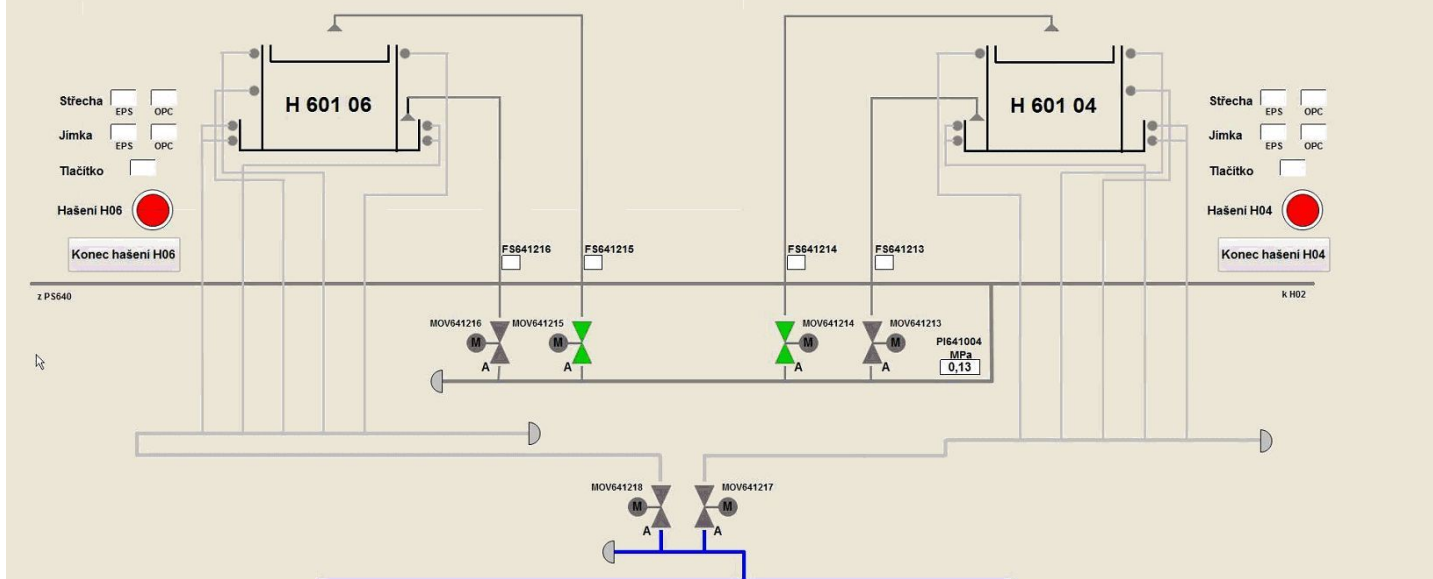 H 601 06
H 601 04
Střecha
EPS
OPC
Jímka
EPS
OPC
Tlačítko
Hašení H06
Konec hašení H06
Střecha
EPS
OPC
Jímka
EPS
OPC
Tlačítko
Hašení H04
Konec hašení H04
FS641216
FS641215
FS641214
FS641213
z PS640
k H02
MOV641216
M
A
MOV641215
M
A
MOV641214
M
A
MOV641213
M
A
PI641004
MPa
0,13
MOV641218
M
A
MOV641217
M
A